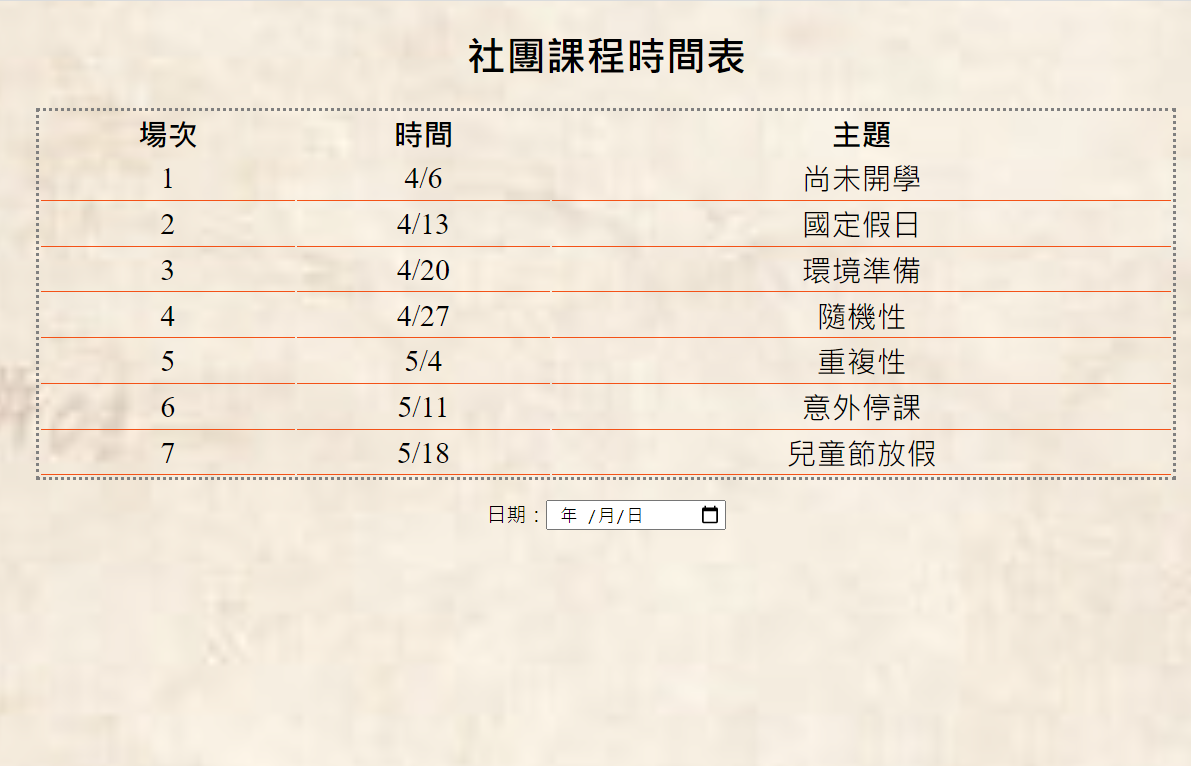 社團課程時間表
場次 時間 主題
1 4/6 尚未開學
2 4/13 國定假日
3 4/20 環境準備
4 4/27 隨機性
5 5/4 重複性
6 5/11 意外停課
7 5/18 兒童節放假
日期：年 /月/日